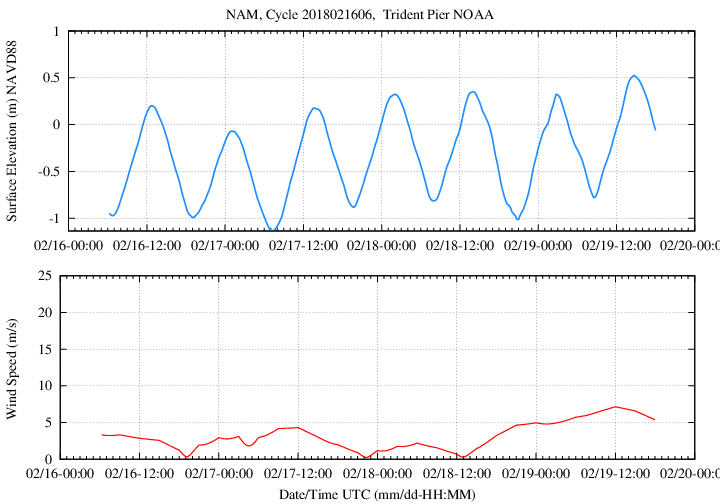 NAM, Cycle 2018021606, Trident Pier NOAA
Surface Elevation (m) NAVD88
1
0.5
0
-0.5
-1
02/16-00:00 02/16-12:00 02/17-00:00 02/17-12:00 02/18-00:00 02/18-12:00 02/19-00:00 02/19-12:00 02/20-0
Wind Speed (m/s)
25
20
15
10
5
0
02/16-00:00 02/16-12:00 02/17-00:00 02/17-12:00 02/18-00:00 02/18-12:00 02/19-00:00 02/19-12:00 02/20-0
Date/Time UTC (mm/dd-HH:MM)